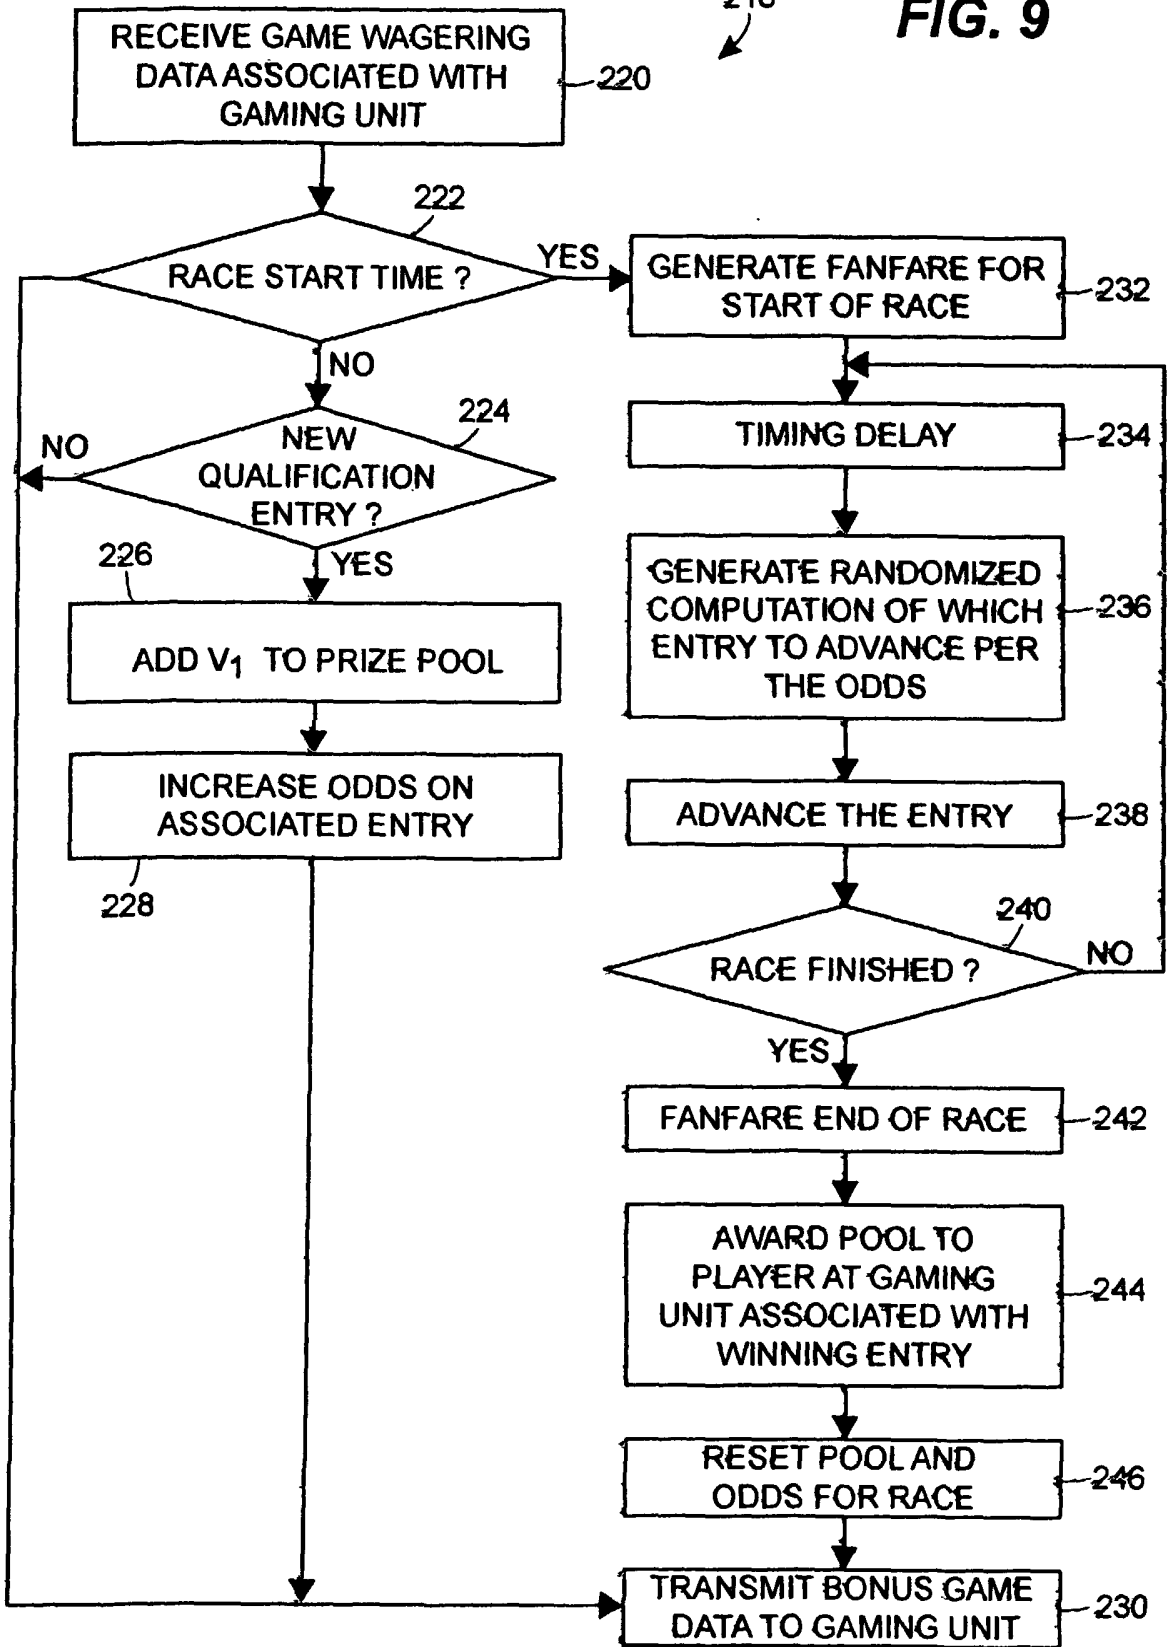 FIG. 9
RECEIVE GAME WAGERING
DATA ASSOCIATED WITH
GAMING UNIT
220
222
RACE START TIME ?
YES
NO
224
NEW
QUALIFICATION
ENTRY ?
NO
YES
226
ADD V1 TO PRIZE POOL
INCREASE ODDS ON
ASSOCIATED ENTRY
228
GENERATE FANFARE FOR
START OF RACE
232
TIMING DELAY
234
GENERATE RANDOMIZED
COMPUTATION OF WHICH
ENTRY TO ADVANCE PER
THE ODDS
236
ADVANCE THE ENTRY
238
240
RACE FINISHED ?
NO
YES
FANFARE END OF RACE
242
AWARD POOL TO
PLAYER AT GAMING
UNIT ASSOCIATED WITH
WINNING ENTRY
244
RESET POOL AND
ODDS FOR RACE
246
TRANSMIT BONUS GAME
DATA TO GAMING UNIT
230